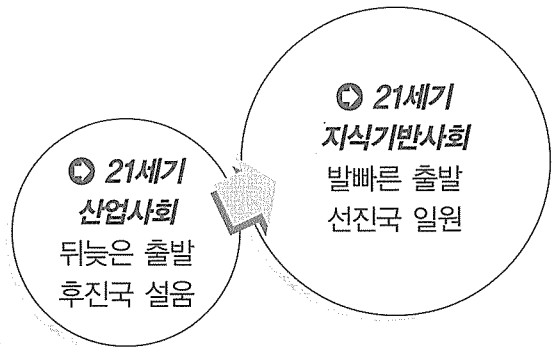 21세기
산업사회
뒤늦은 출발
후진국 설움
21세기
지식기반사회
발빠른 출발
선진국 일원